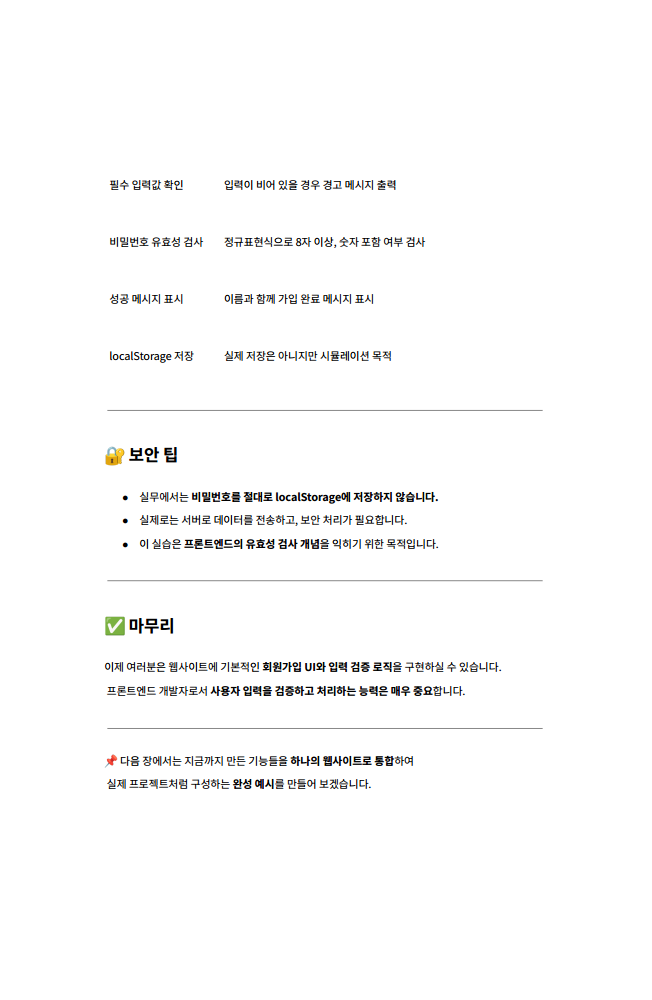 필수 입력값 확인 입력이 비어 있을 경우 경고 메시지 출력
비밀번호 유효성 검사 정규표현식으로 8자 이상, 숫자 포함 여부 검사
성공 메시지 표시 이름과 함께 가입 완료 메시지 표시
localStorage 저장 실제 저장은 아니지만 시뮬레이션 목적
🔐 보안 팁
● 실무에서는 비밀번호를 절대로 localStorage에 저장하지 않습니다.
● 실제로는 서버로 데이터를 전송하고, 보안 처리가 필요합니다.
● 이 실습은 프론트엔드의 유효성 검사 개념을 익히기 위한 목적입니다.
✅ 마무리
이제 여러분은 웹사이트에 기본적인 회원가입 UI와 입력 검증 로직을 구현하실 수 있습니다.
프론트엔드 개발자로서 사용자 입력을 검증하고 처리하는 능력은 매우 중요합니다.
📌 다음 장에서는 지금까지 만든 기능들을 하나의 웹사이트로 통합하여
실제 프로젝트처럼 구성하는 완성 예시를 만들어 보겠습니다.